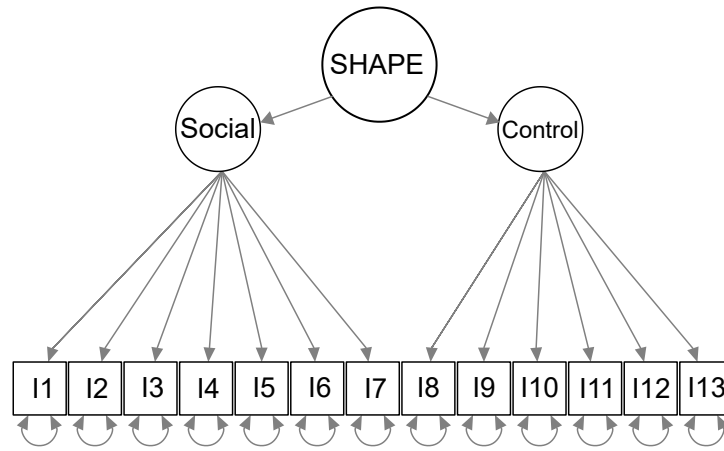 SHAPE
Social
Control
I1 I2 I3 I4 I5 I6 I7 I8 I9 I10 I11 I12 I13